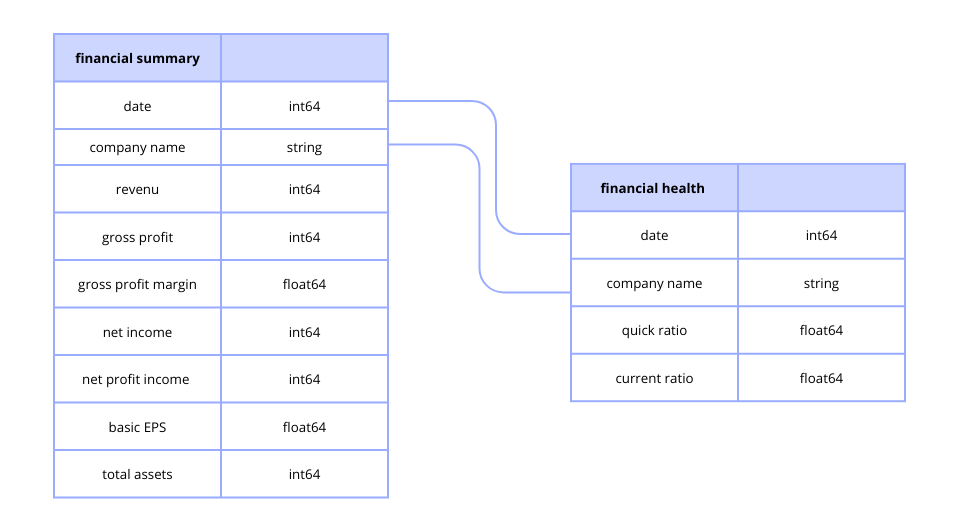 financial summary
date int64
company name string
revenu int64
gross profit int64
gross profit margin float64
net income int64
net profit income int64
basic EPS float64
total assets int64
financial health
date int64
company name string
quick ratio float64
current ratio float64